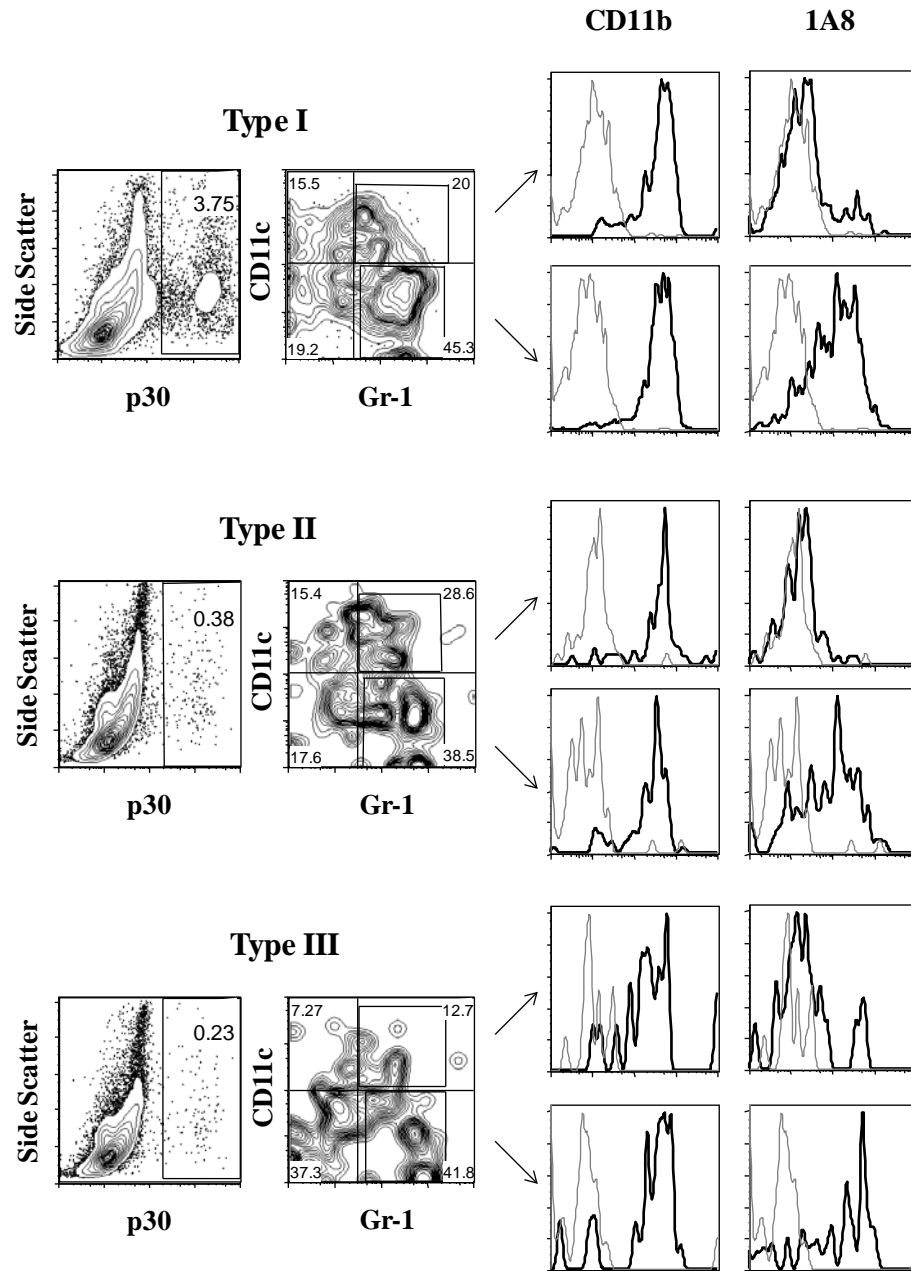 CD11b 1A8
Type I
Side Scatter
3.75
p30
CD11c
15.5 20
19.2 45.3
Gr-1
Type II
Side Scatter
0.38
p30
CD11c
15.4 28.6
17.6 38.5
Gr-1
Type III
Side Scatter
0.23
p30
CD11c
7.27 12.7
37.3 41.8
Gr-1